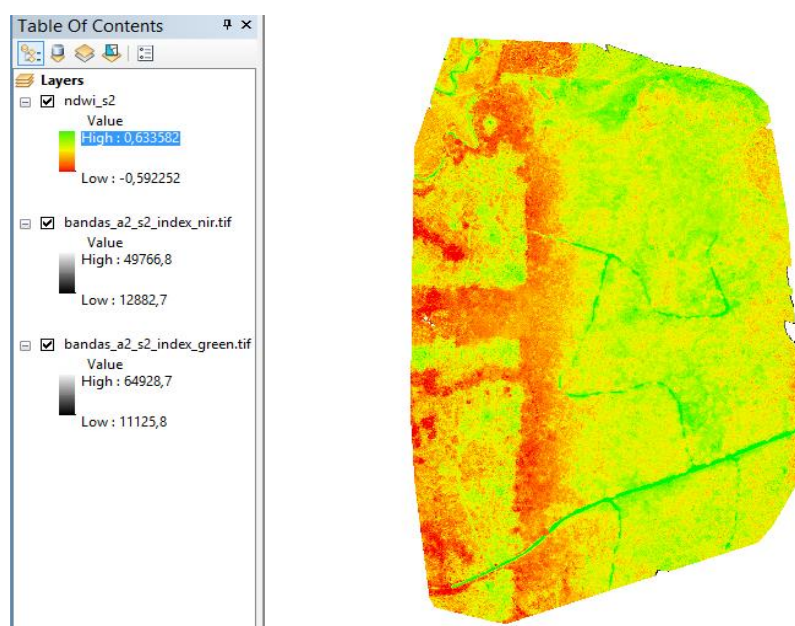 Table Of Contents
Layers
ndwi_s2
Value
High : 0,633582
Low : -0,592252
bandas_a2_s2_index_nir.tif
Value
High : 49766,8
Low : 12882,7
bandas_a2_s2_index_green.tif
Value
High : 64928,7
Low : 11125,8